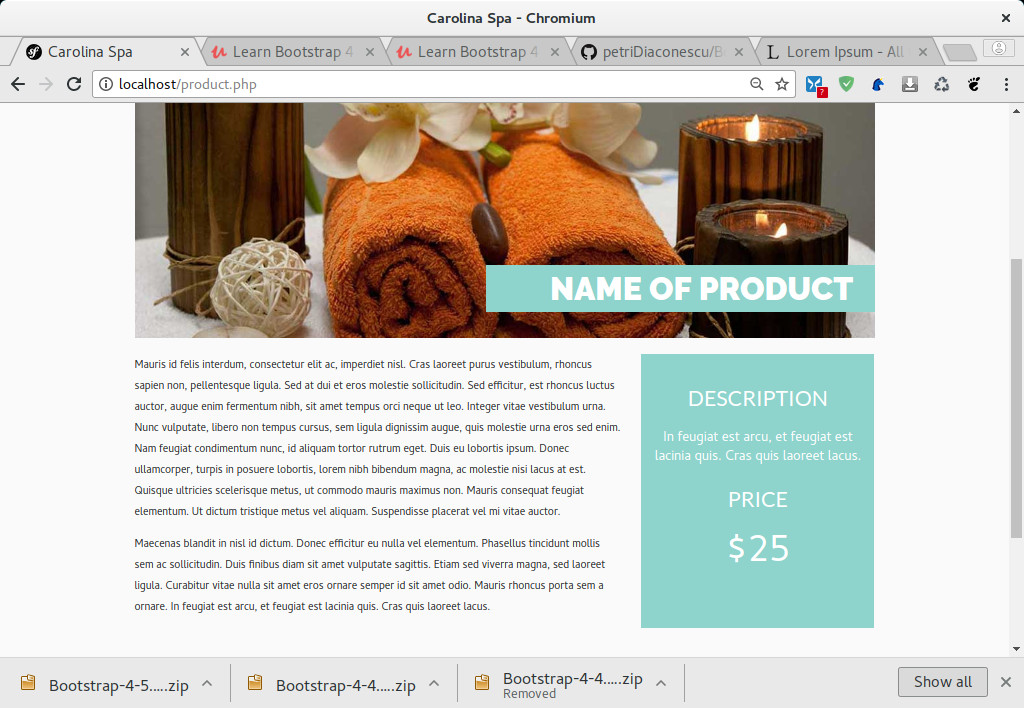 Carolina Spa - Chromium
Carolina Spa
Learn Bootstrap 4
Learn Bootstrap 4
petriDiaconescu/B
Lorem Ipsum - All
localhost/product.php
NAME OF PRODUCT
Mauris id felis interdum, consectetur elit ac, imperdiet nisl. Cras laoreet purus vestibulum, rhoncus
sapien non, pellentesque ligula. Sed at dui et eros molestie sollicitudin. Sed efficitur, est rhoncus luctus
auctor, augue enim fermentum nibh, sit amet tempus orci neque ut leo. Integer vitae vestibulum urna.
Nunc vulputate, libero non tempus cursus, sem ligula dignissim augue, quis molestie urna eros sed enim.
Nam feugiat condimentum nunc, id aliquam tortor rutrum eget. Duis eu lobortis ipsum. Donec
ullamcorper, turpis in posuere lobortis, lorem nibh bibendum magna, ac molestie nisi lacus at est.
Quisque ultricies scelerisque metus, ut commodo mauris maximus non. Mauris consequat feugiat
elementum. Ut dictum tristique metus vel aliquam. Suspendisse placerat vel mi vitae auctor.
Maecenas blandit in nisl id dictum. Donec efficitur eu nulla vel elementum. Phasellus tincidunt mollis
sem ac sollicitudin. Duis finibus diam sit amet vulputate sagittis. Etiam sed viverra magna, sed laoreet
ligula. Curabitur vitae nulla sit amet eros ornare semper id sit amet odio. Mauris rhoncus porta sem a
ornare. In feugiat est arcu, et feugiat est lacinia quis. Cras quis laoreet lacus.
DESCRIPTION
In feugiat est arcu, et feugiat est
lacinia quis. Cras quis laoreet lacus.
PRICE
$25
Bootstrap-4-5.....zip
Bootstrap-4-4.....zip
Bootstrap-4-4.....zip
Removed
Show all